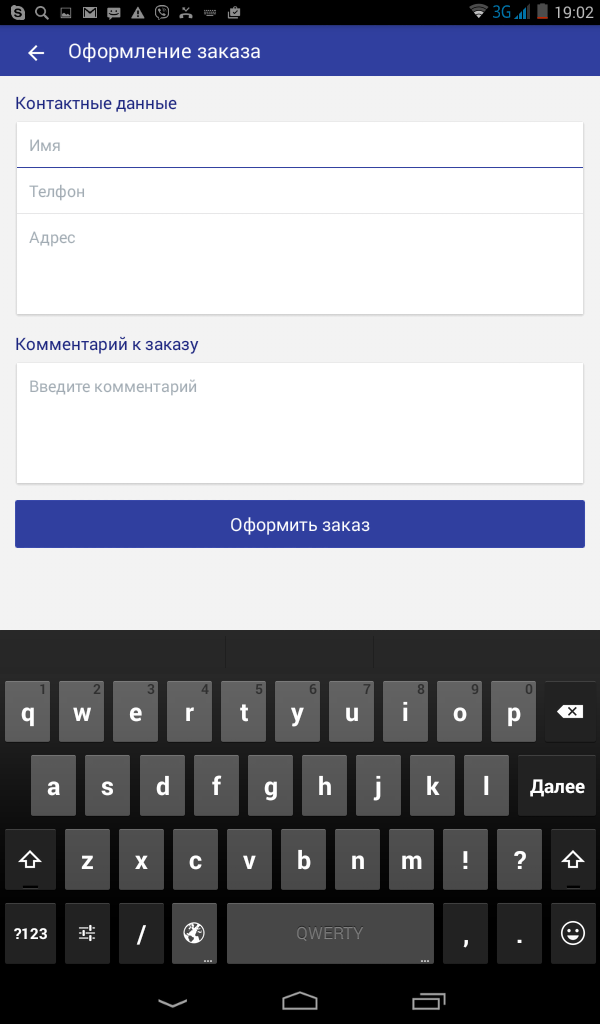 3G 19:02
Оформление заказа
Контактные данные
Имя
Телфон
Адрес
Комментарий к заказу
Введите комментарий
Оформить заказ
1 2 3 4 5 6 7 8 9 0
q w e r t y u i o p
a s d f g h j k l Далее
z x c v b n m ! ?
?123 / QWERTY , .